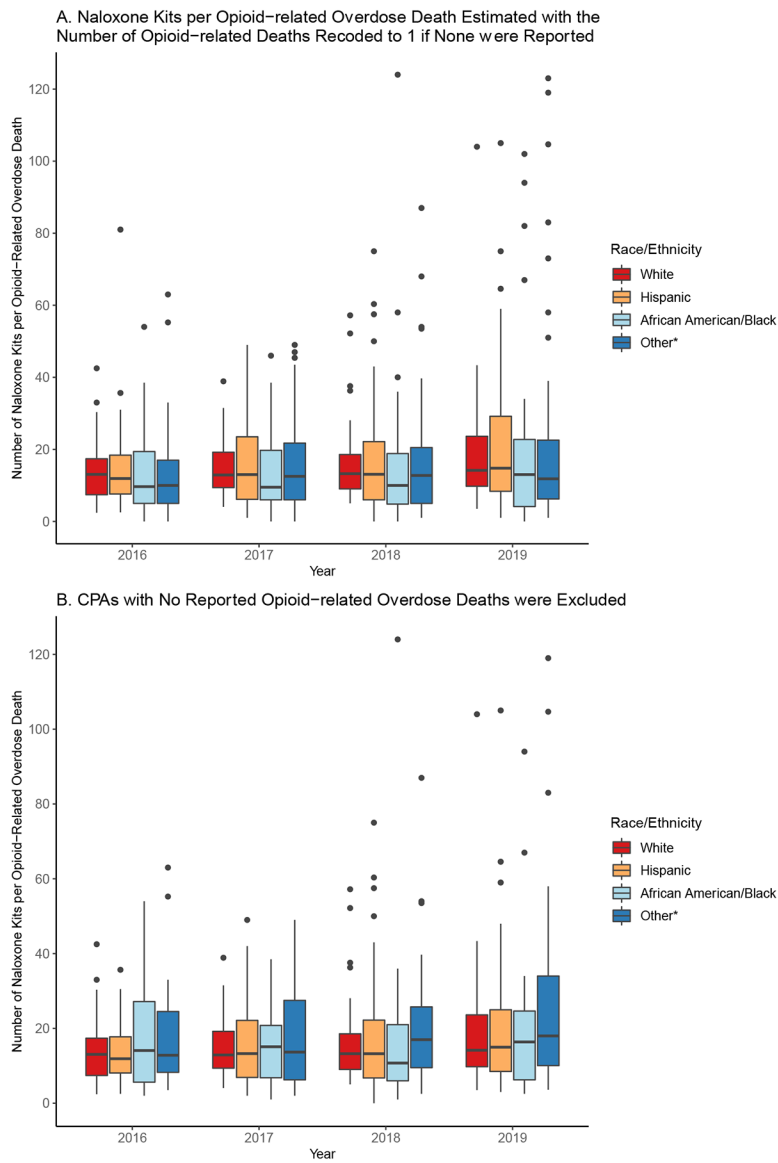 A. Naloxone Kits per Opioid−related Overdose Death Estimated with the
Number of Opioid−related Deaths Recoded to 1 if None were Reported
Number of Naloxone Kits per Opioid−Related Overdose Death
120
100
80
60
40
20
0
2016 2017 2018 2019
Year
Race/Ethnicity
White
Hispanic
African American/Black
Other*
B. CPAs with No Reported Opioid−related Overdose Deaths were Excluded
Number of Naloxone Kits per Opioid−Related Overdose Death
120
100
80
60
40
20
0
2016 2017 2018 2019
Year
Race/Ethnicity
White
Hispanic
African American/Black
Other*